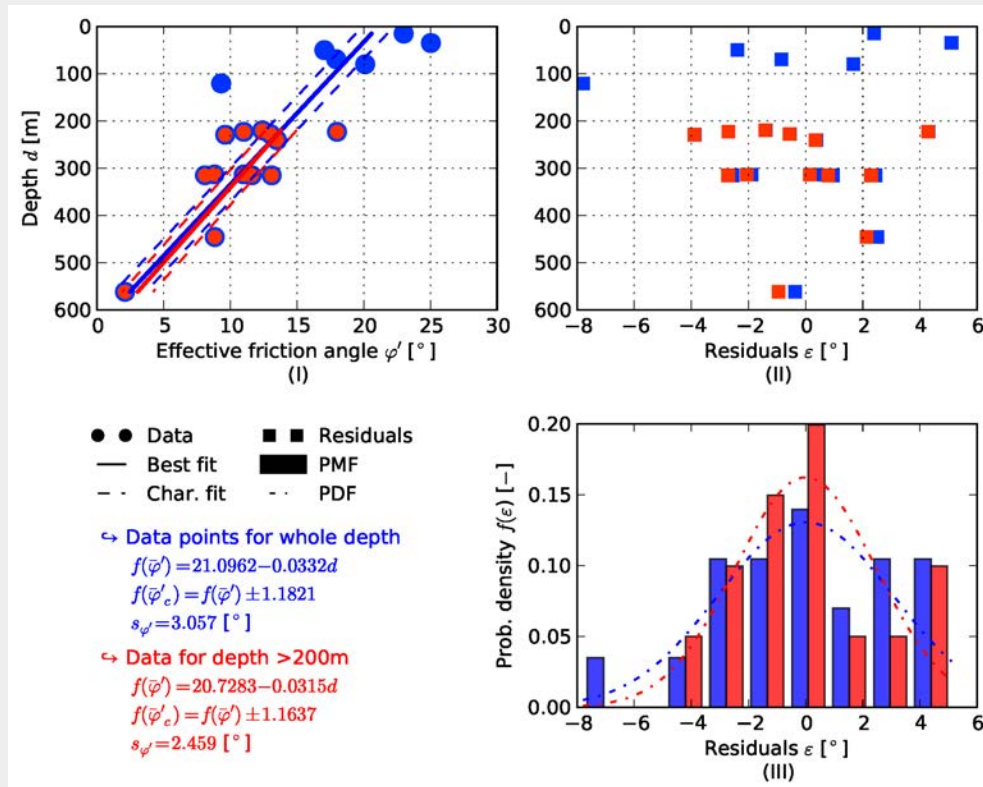 0
100
200
300
400
500
600
Depth d [m]
0 5 10 15 20 25 30
Effective friction angle φ′ [°]
(I)
0
100
200
300
400
500
600
−8 −6 −4 −2 0 2 4 6
Residuals ε [°]
(II)
Data
Residuals
Best fit
PMF
Char. fit
PDF
↪ Data points for whole depth
f(φ̄′)=21.0962−0.0332d
f(φ̄′c)=f(φ̄′)±1.1821
sφ′=3.057 [°]
↪ Data for depth >200m
f(φ̄′)=20.7283−0.0315d
f(φ̄′c)=f(φ̄′)±1.1637
sφ′=2.459 [°]
0.20
0.15
0.10
0.05
0.00
Prob. density f(ε) [−]
−8 −6 −4 −2 0 2 4 6
Residuals ε [°]
(III)